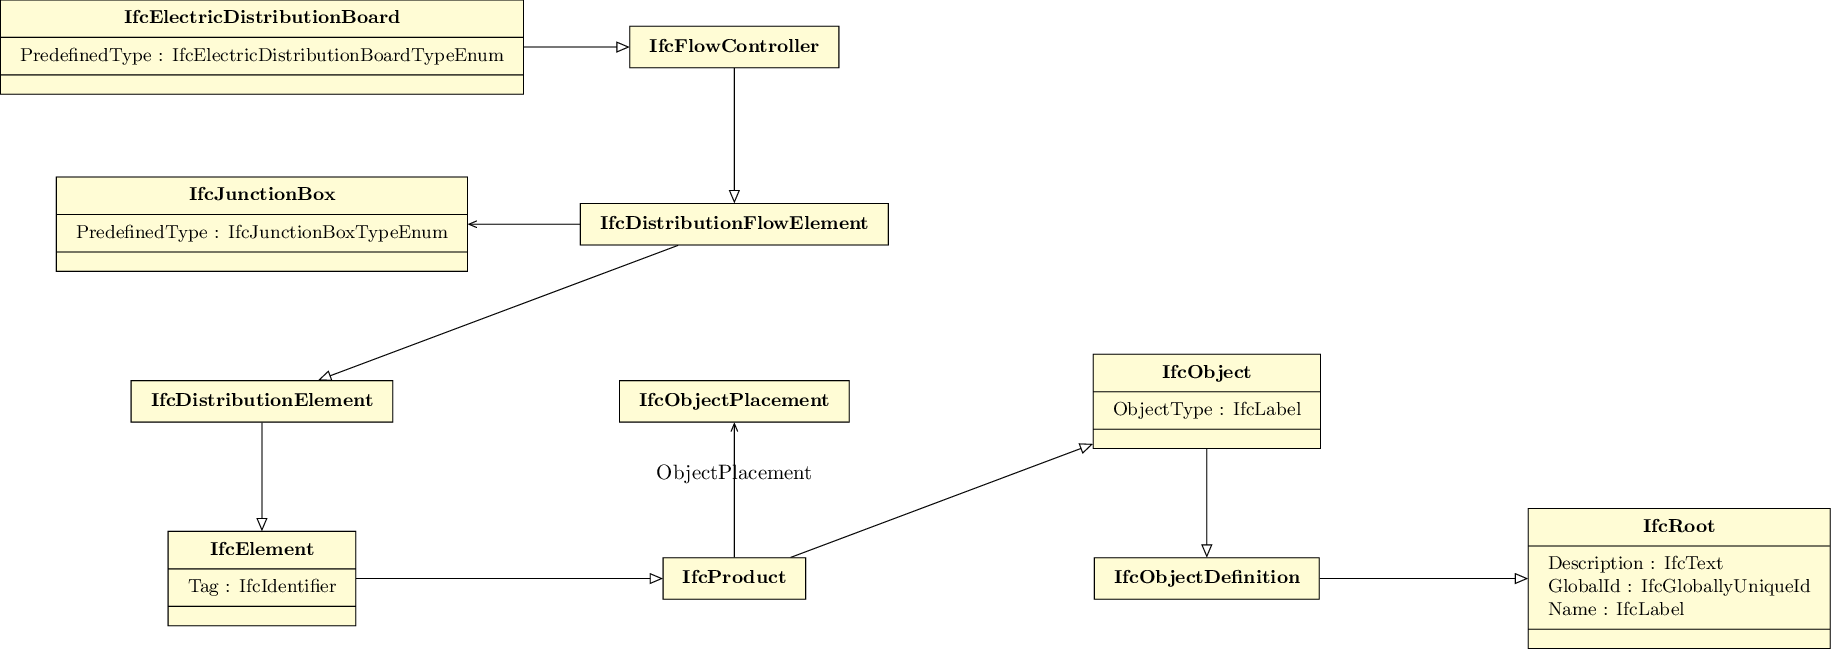 IfcElectricDistributionBoard
PredefinedType : IfcElectricDistributionBoardTypeEnum
IfcFlowController
IfcJunctionBox
PredefinedType : IfcJunctionBoxTypeEnum
IfcDistributionFlowElement
IfcDistributionElement
IfcObjectPlacement
IfcObject
ObjectType : IfcLabel
ObjectPlacement
IfcElement
Tag : IfcIdentifier
IfcProduct
IfcObjectDefinition
IfcRoot
Description : IfcText
GlobalId : IfcGloballyUniqueId
Name : IfcLabel